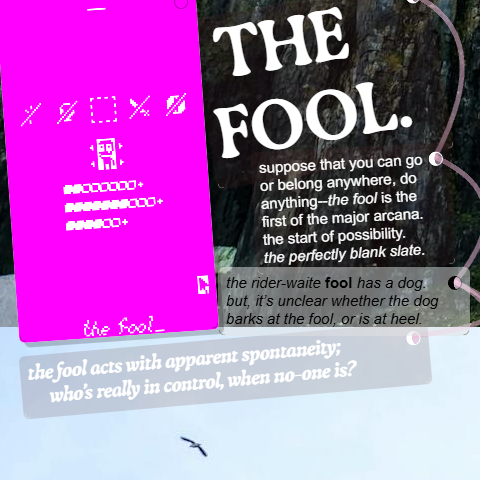 THE
FOOL.
suppose that you can go
or belong anywhere, do
anything—the fool is the
first of the major arcana.
the start of possibility.
the perfectly blank slate.
the rider-waite fool has a dog.
but, it's unclear whether the dog
barks at the fool, or is at heel.
the fool_
the fool acts with apparent spontaneity;
who's really in control, when no-one is?